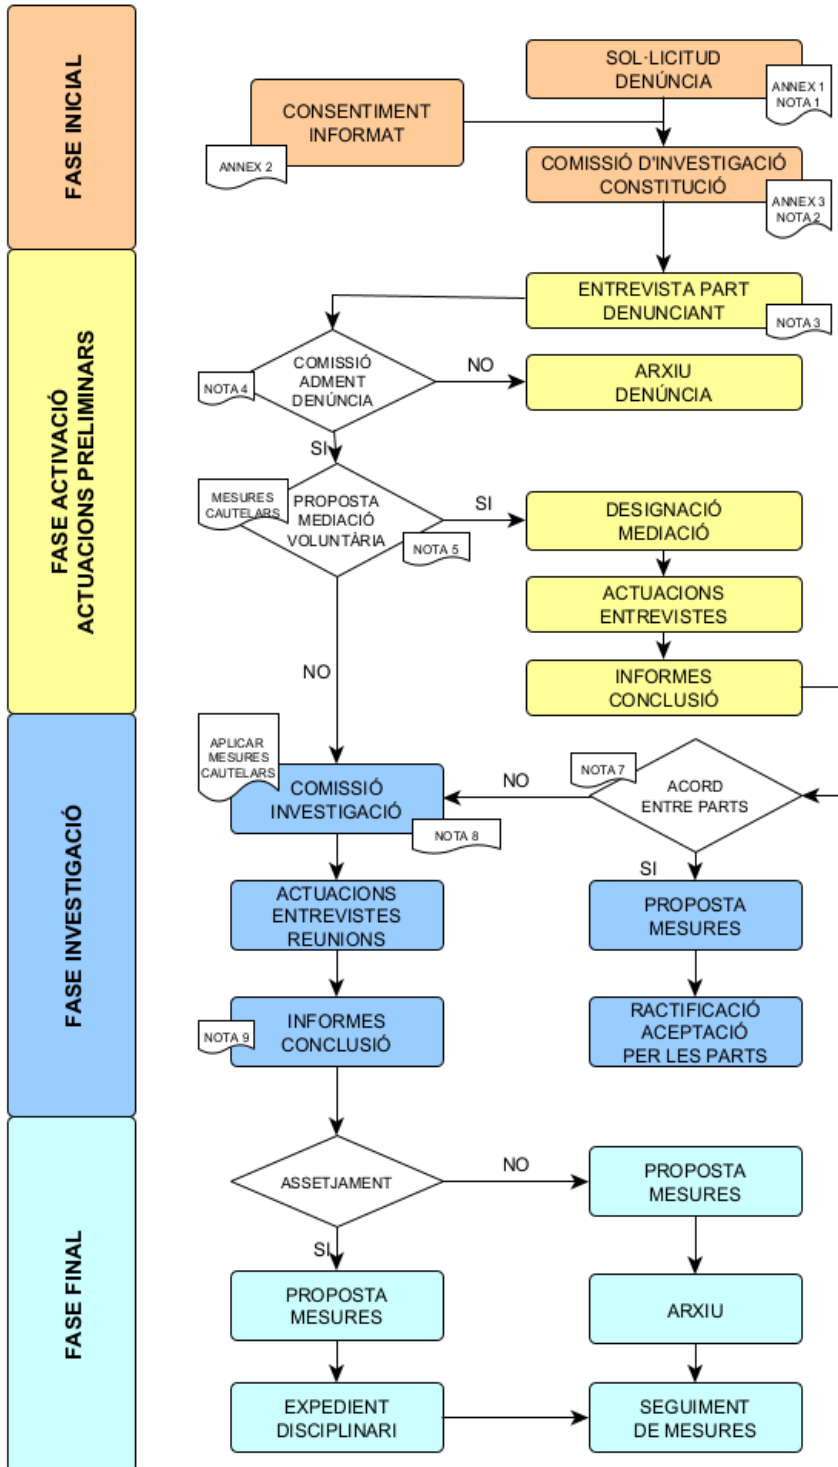 FASE INICIAL
SOL·LICITUD
DENÚNCIA
ANNEX 1
NOTA 1
CONSENTIMENT
INFORMAT
ANNEX 2
COMISSIÓ D'INVESTIGACIÓ
CONSTITUCIÓ
ANNEX 3
NOTA 2
FASE ACTIVACIÓ
ACTUACIONS PRELIMINARS
ENTREVISTA PART
DENUNCIANT
NOTA 3
COMISSIÓ
ADMENT
DENÚNCIA
NOTA 4
NO
ARXIU
DENÚNCIA
SI
MESURES
CAUTELARS
PROPOSTA
MEDIACIÓ
VOLUNTÀRIA
NOTA 5
SI
DESIGNACIÓ
MEDIACIÓ
ACTUACIONS
ENTREVISTES
INFORMES
CONCLUSIÓ
NO
FASE INVESTIGACIÓ
APLICAR
MESURES
CAUTELARS
COMISSIÓ
INVESTIGACIÓ
NOTA 8
NO
NOTA 7
ACORD
ENTRE PARTS
SI
ACTUACIONS
ENTREVISTES
REUNIONS
PROPOSTA
MESURES
INFORMES
CONCLUSIÓ
NOTA 9
RACTIFICACIÓ
ACEPTACIÓ
PER LES PARTS
FASE FINAL
ASSETJAMENT
NO
PROPOSTA
MESURES
SI
PROPOSTA
MESURES
ARXIU
EXPEDIENT
DISCIPLINARI
SEGUIMENT
DE MESURES